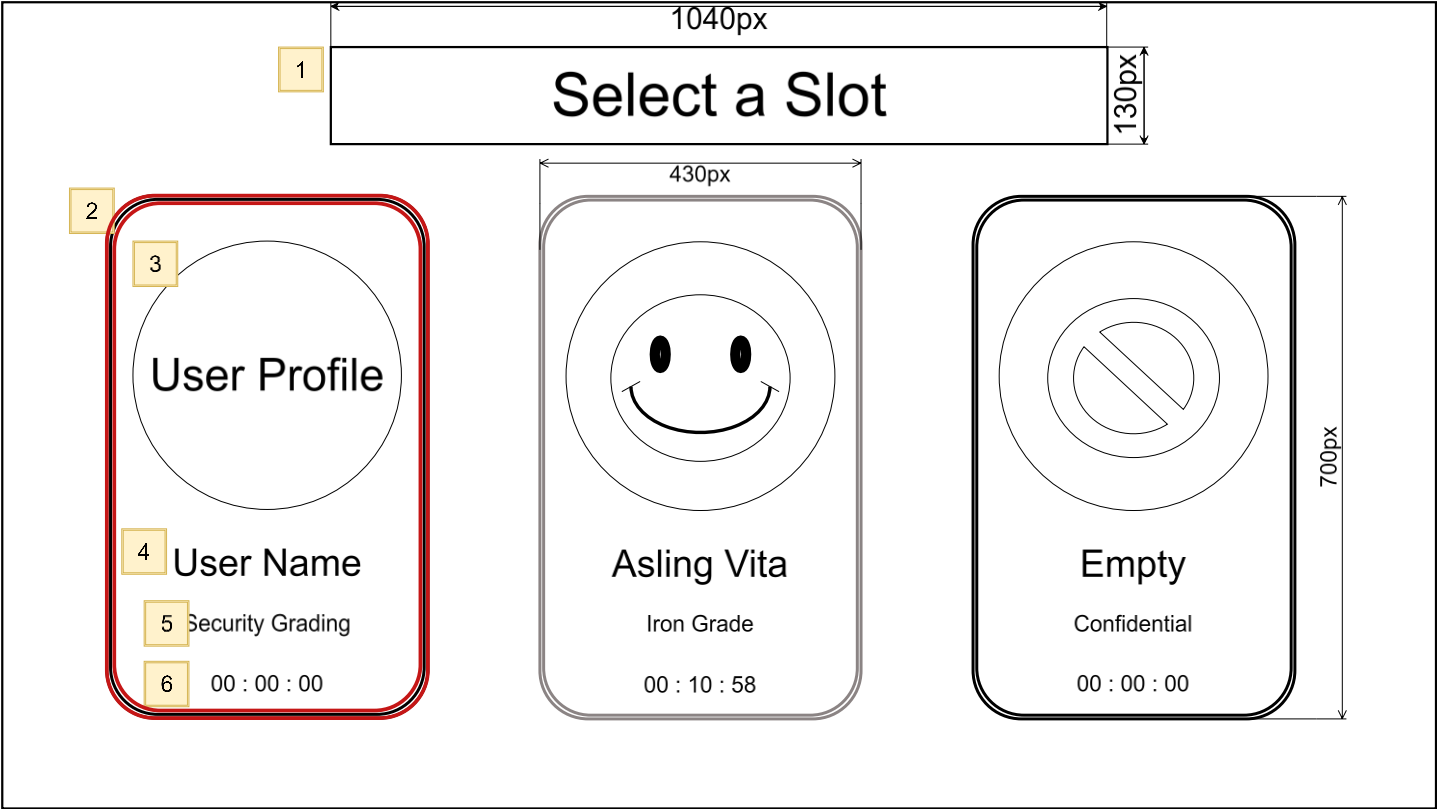 1040px
1
Select a Slot
130px
430px
2
3
User Profile
700px
4
User Name
Asling Vita
Empty
5
Security Grading
Iron Grade
Confidential
6
00 : 00 : 00
00 : 10 : 58
00 : 00 : 00